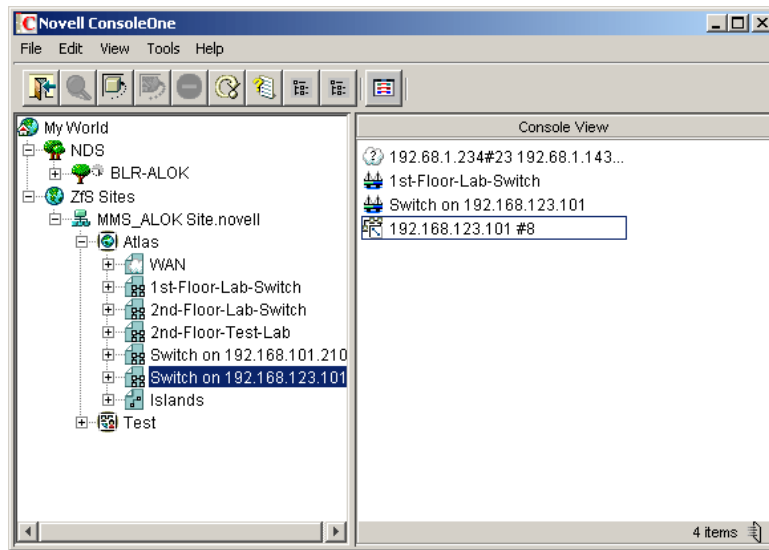 Novell ConsoleOne
File Edit View Tools Help
My World
NDS
BLR-ALOK
ZfS Sites
MMS_ALOK Site.novell
Atlas
WAN
1st-Floor-Lab-Switch
2nd-Floor-Lab-Switch
2nd-Floor-Test-Lab
Switch on 192.168.101.210
Switch on 192.168.123.101
Islands
Test
Console View
192.68.1.234#23 192.68.1.143...
1st-Floor-Lab-Switch
Switch on 192.168.123.101
192.168.123.101 #8
4 items